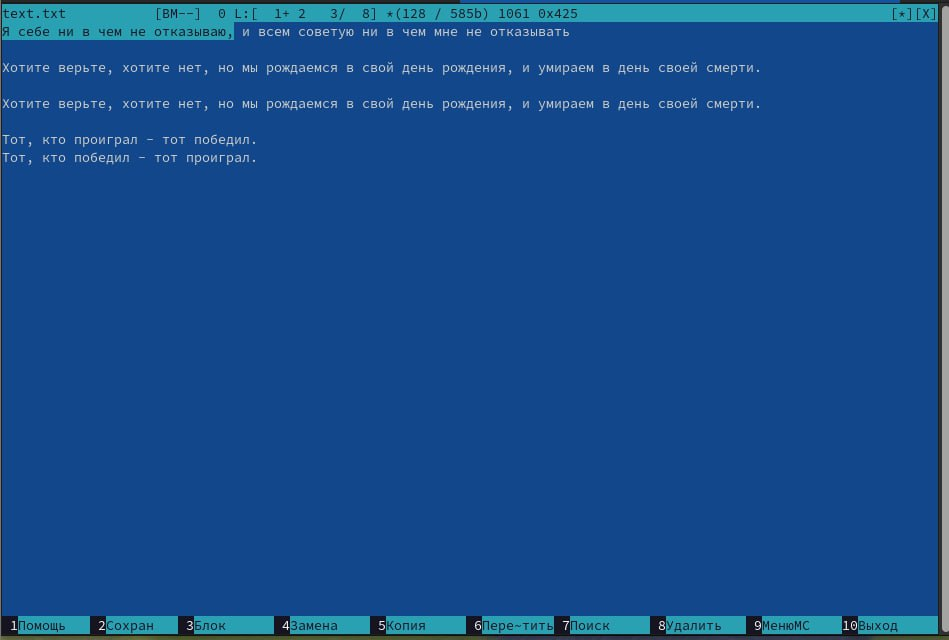 text.txt [BM--] 0 L:[ 1+ 2 3/ 8] *(128 / 585b) 1061 0x425 [*][X]
Я себе ни в чем не отказываю, и всем советую ни в чем мне не отказывать
Хотите верьте, хотите нет, но мы рождаемся в свой день рождения, и умираем в день своей смерти.
Хотите верьте, хотите нет, но мы рождаемся в свой день рождения, и умираем в день своей смерти.
Тот, кто проиграл – тот победил.
Тот, кто победил – тот проиграл.
1Помощь 2Сохран 3Блок 4Замена 5Копия 6Пере~тить 7Поиск 8Удалить 9МенюMC 10Выход